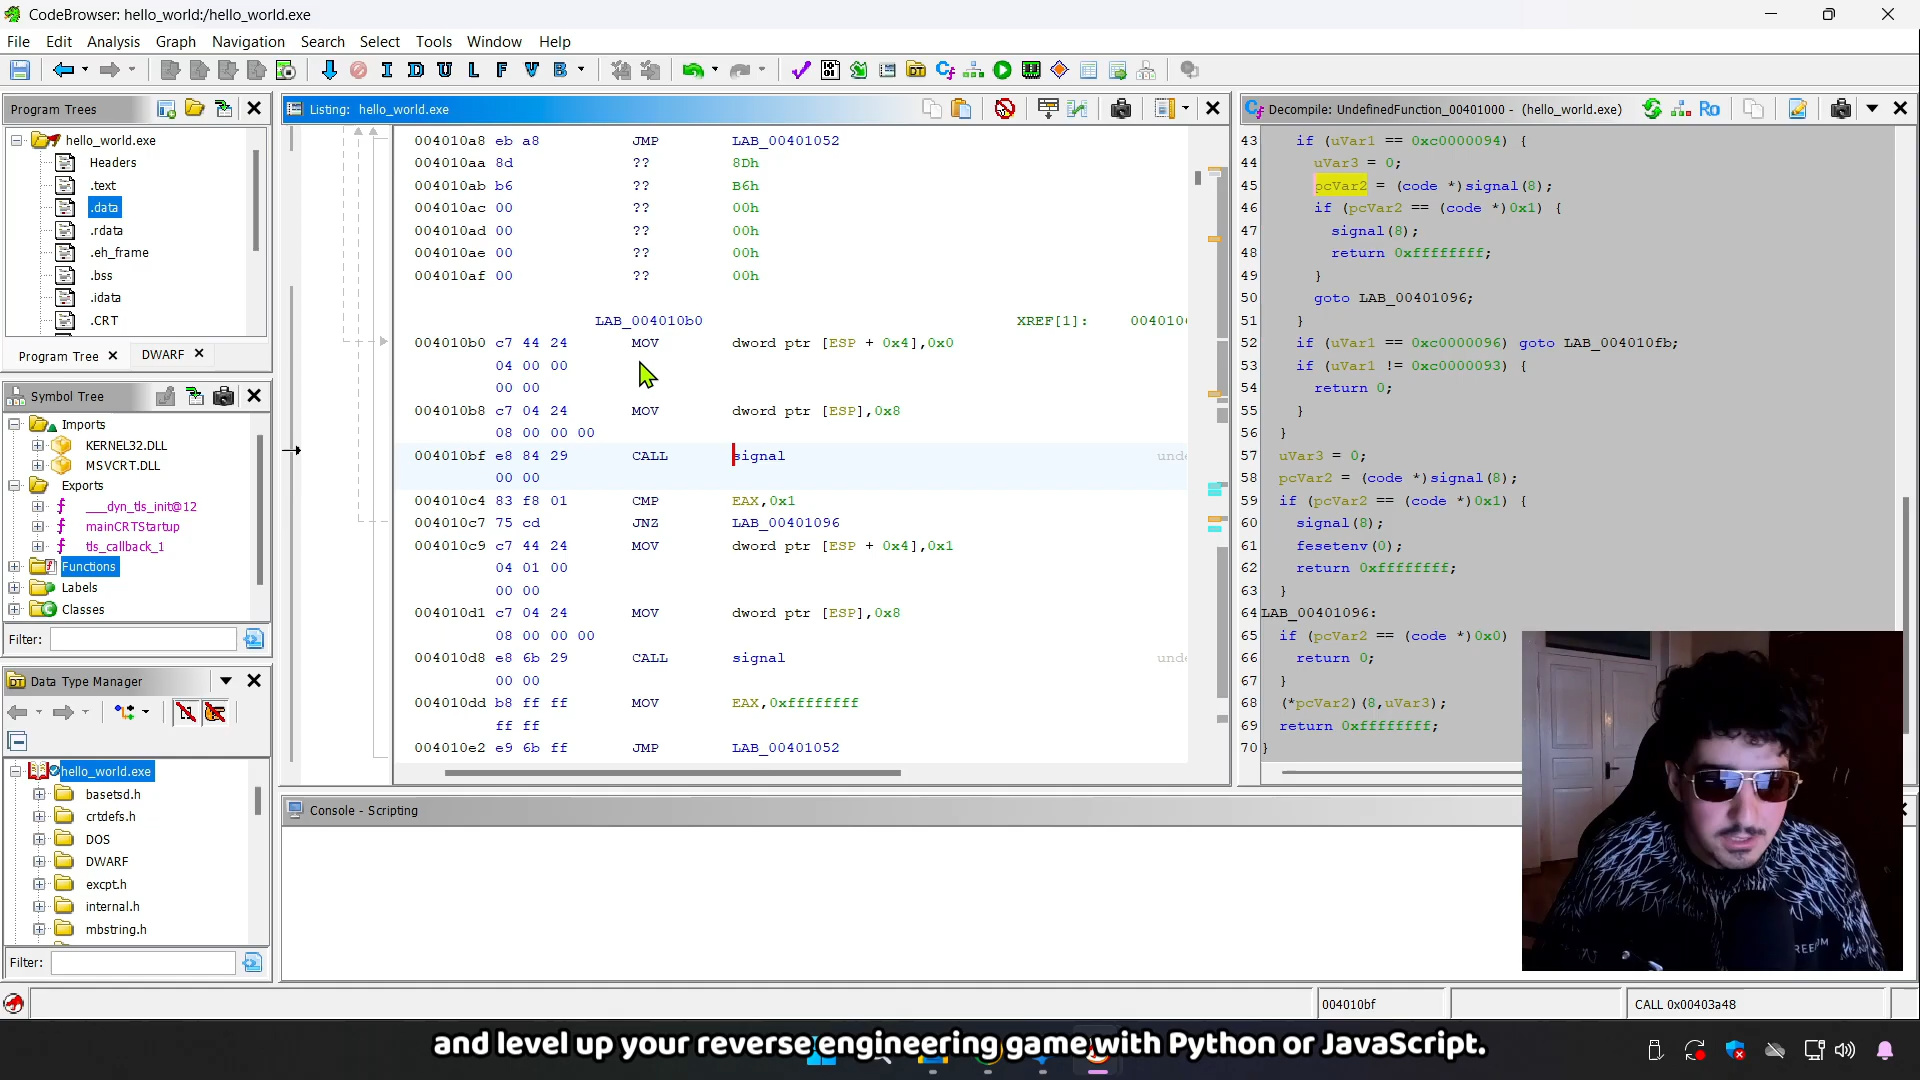 CodeBrowser: hello_world:/hello_world.exe
File Edit Analysis Graph Navigation Search Select Tools Window Help
I D U L F V B
Program Trees
hello_world.exe
Headers
.text
.data
.rdata
.eh_frame
.bss
.idata
.CRT
Program Tree
DWARF
Symbol Tree
Imports
KERNEL32.DLL
MSVCRT.DLL
Exports
___dyn_tls_init@12
mainCRTStartup
tls_callback_1
Functions
Labels
Classes
Filter:
Data Type Manager
hello_world.exe
basetsd.h
crtdefs.h
DOS
DWARF
excpt.h
internal.h
mbstring.h
Filter:
Listing: hello_world.exe
004010a8 eb a8 JMP LAB_00401052
004010aa 8d ?? 8Dh
004010ab b6 ?? B6h
004010ac 00 ?? 00h
004010ad 00 ?? 00h
004010ae 00 ?? 00h
004010af 00 ?? 00h
LAB_004010b0 XREF[1]:
004010b0 c7 44 24 MOV dword ptr [ESP + 0x4],0x0
04 00 00
00 00
004010b8 c7 04 24 MOV dword ptr [ESP],0x8
08 00 00 00
004010bf e8 84 29 CALL signal unde
00 00
004010c4 83 f8 01 CMP EAX,0x1
004010c7 75 cd JNZ LAB_00401096
004010c9 c7 44 24 MOV dword ptr [ESP + 0x4],0x1
04 01 00
00 00
004010d1 c7 04 24 MOV dword ptr [ESP],0x8
08 00 00 00
004010d8 e8 6b 29 CALL signal unde
00 00
004010dd b8 ff ff MOV EAX,0xffffffff
ff ff
004010e2 e9 6b ff JMP LAB_00401052
Decompile: UndefinedFunction_00401000 - (hello_world.exe)
Ro
43 if (uVar1 == 0xc0000094) {
44 uVar3 = 0;
45 pcVar2 = (code *)signal(8);
46 if (pcVar2 == (code *)0x1) {
47 signal(8);
48 return 0xffffffff;
49 }
50 goto LAB_00401096;
51 }
52 if (uVar1 == 0xc0000096) goto LAB_004010fb;
53 if (uVar1 != 0xc0000093) {
54 return 0;
55 }
56 }
57 uVar3 = 0;
58 pcVar2 = (code *)signal(8);
59 if (pcVar2 == (code *)0x1) {
60 signal(8);
61 fesetenv(0);
62 return 0xffffffff;
63 }
64 LAB_00401096:
65 if (pcVar2 == (code *)0x0)
66 return 0;
67 }
68 (*pcVar2)(8,uVar3);
69 return 0xffffffff;
70 }
Console - Scripting
004010bf
CALL 0x00403a48
and level up your reverse engineering game with Python or JavaScript.